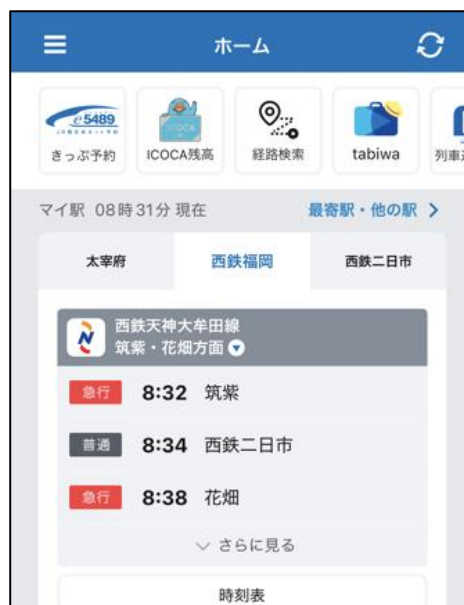 ホーム
e5489
きっぷ予約
ICOCA
ICOCA残高
経路検索
tabiwa
列車
マイ駅 08時31分 現在
最寄駅・他の駅
太宰府
西鉄福岡
西鉄二日市
西鉄天神大牟田線
筑紫・花畑方面
急行 8:32 筑紫
普通 8:34 西鉄二日市
急行 8:38 花畑
さらに見る
時刻表